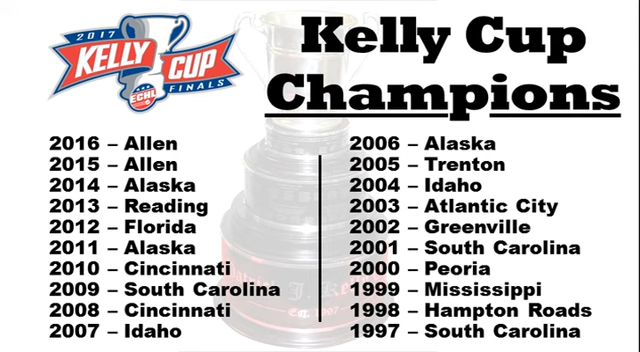 2017
KELLY CUP
FINALS
ECHL
Kelly Cup
Champions
2016 – Allen
2015 – Allen
2014 – Alaska
2013 – Reading
2012 – Florida
2011 – Alaska
2010 – Cincinnati
2009 – South Carolina
2008 – Cincinnati
2007 – Idaho
2006 – Alaska
2005 – Trenton
2004 – Idaho
2003 – Atlantic City
2002 – Greenville
2001 – South Carolina
2000 – Peoria
1999 – Mississippi
1998 – Hampton Roads
1997 – South Carolina